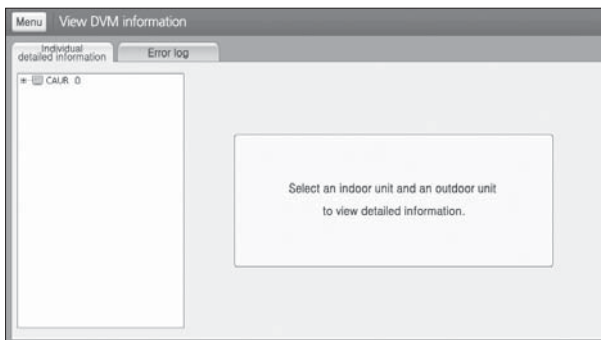 Menu View DVM information
Individual
detailed information
Error log
CAUR 0
Select an indoor unit and an outdoor unit
to view detailed information.